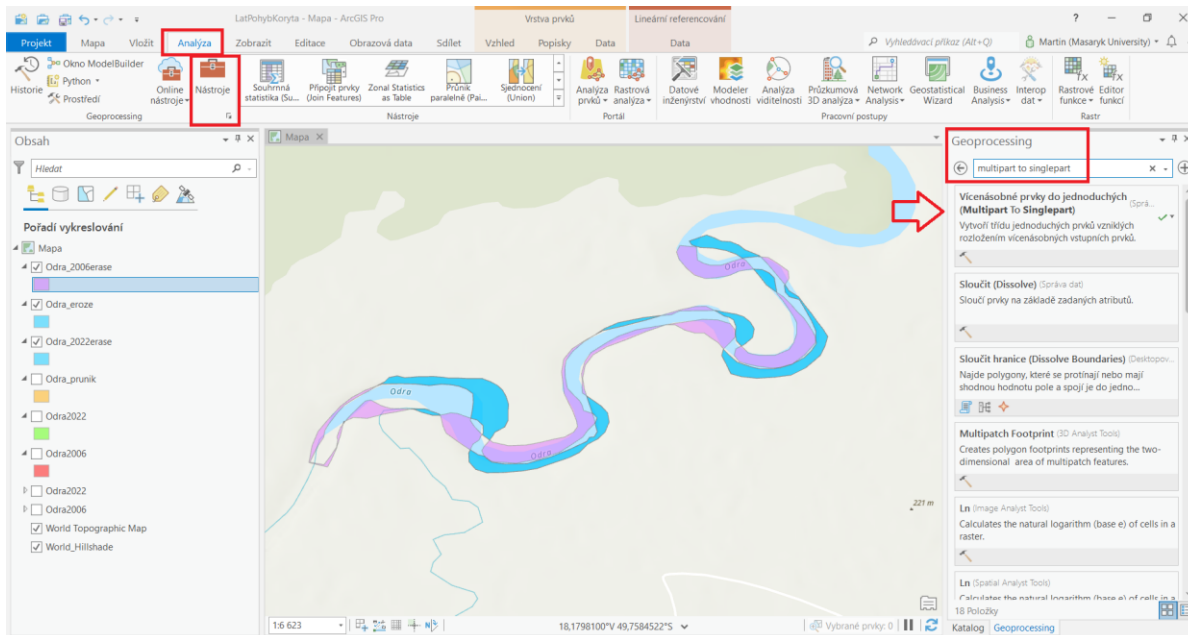 LatPohybKoryta - Mapa - ArcGIS Pro
Vrstva prvků
Lineární referencování
?
Projekt Mapa Vložit Analýza Zobrazit Editace Obrazová data Sdílet Vzhled Popisky Data Data
Vyhledávací příkaz (Alt+Q)
Martin (Masaryk University)
Historie
Okno ModelBuilder
Python
Prostředí
Online nástroje
Nástroje
Geoprocessing
Souhrnná statistika (Su...
Připojit prvky (Join Features)
Zonal Statistics as Table
Průnik paralelně (Pai...
Sjednocení (Union)
Nástroje
Analýza prvků
Rastrová analýza
Portál
Datové inženýrství
Modeler vhodnosti
Analýza viditelnosti
Průzkumová 3D analýza
Network Analysis
Geostatistical Wizard
Business Analysis
Interop dat
Pracovní postupy
Rastrové funkce
Editor funkcí
Rastr
Obsah
Hledat
Pořadí vykreslování
Mapa
Odra_2006erase
Odra_eroze
Odra_2022erase
Odra_prunik
Odra2022
Odra2006
Odra2022
Odra2006
World Topographic Map
World_Hillshade
Mapa
Odra
Odra
Odra
221 m
1:6 623
18,1798100°V 49,7584522°S
Vybrané prvky: 0
Geoprocessing
multipart to singlepart
Vícenásobné prvky do jednoduchých
(Multipart To Singlepart) (Sprá...
Vytvoří třídu jednoduchých prvků vzniklých
rozložením vícenásobných vstupních prvků.
Sloučit (Dissolve) (Správa dat)
Sloučí prvky na základě zadaných atributů.
Sloučit hranice (Dissolve Boundaries) (Desktopov...
Najde polygony, které se protínají nebo mají
shodnou hodnotu pole a spojí je do jedno...
Multipatch Footprint (3D Analyst Tools)
Creates polygon footprints representing the two-
dimensional area of multipatch features.
Ln (Image Analyst Tools)
Calculates the natural logarithm (base e) of cells in a
raster.
Ln (Spatial Analyst Tools)
Calculates the natural logarithm (base e) of cells in a
18 Položky
Katalog Geoprocessing